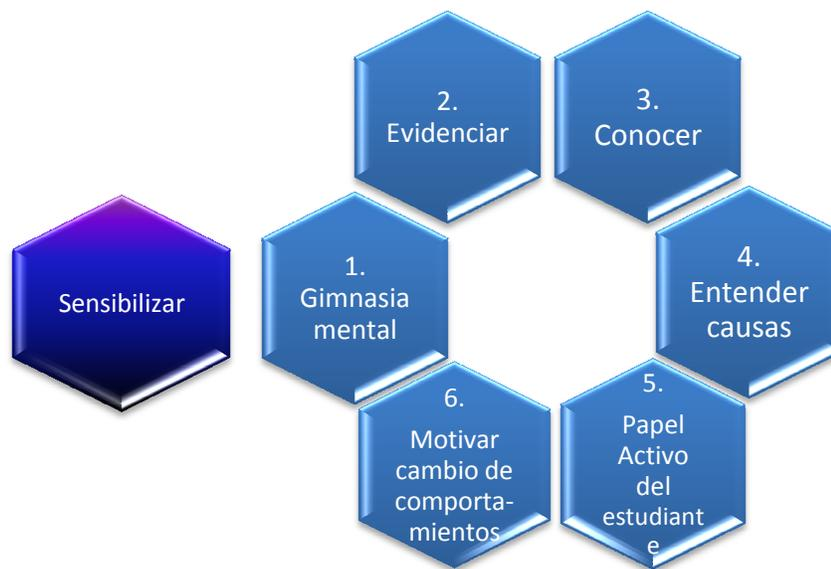 Sensibilizar
1.
Gimnasia
mental
2.
Evidenciar
3.
Conocer
4.
Entender
causas
5.
Papel
Activo
del
estudiant
e
6.
Motivar
cambio de
comporta-
mientos